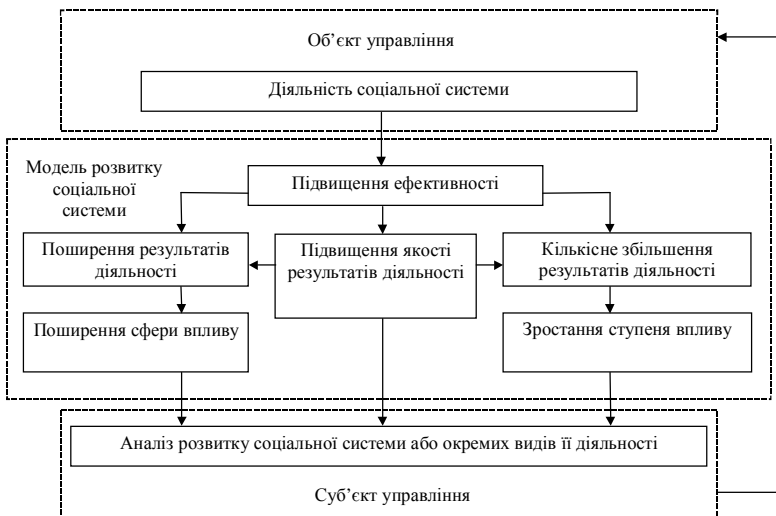 Об’єкт управління
Діяльність соціальної системи
Модель розвитку
соціальної
системи
Підвищення ефективності
Поширення результатів
діяльності
Підвищення якості
результатів діяльності
Кількісне збільшення
результатів діяльності
Поширення сфери впливу
Зростання ступеня впливу
Аналіз розвитку соціальної системи або окремих видів її діяльності
Суб’єкт управління